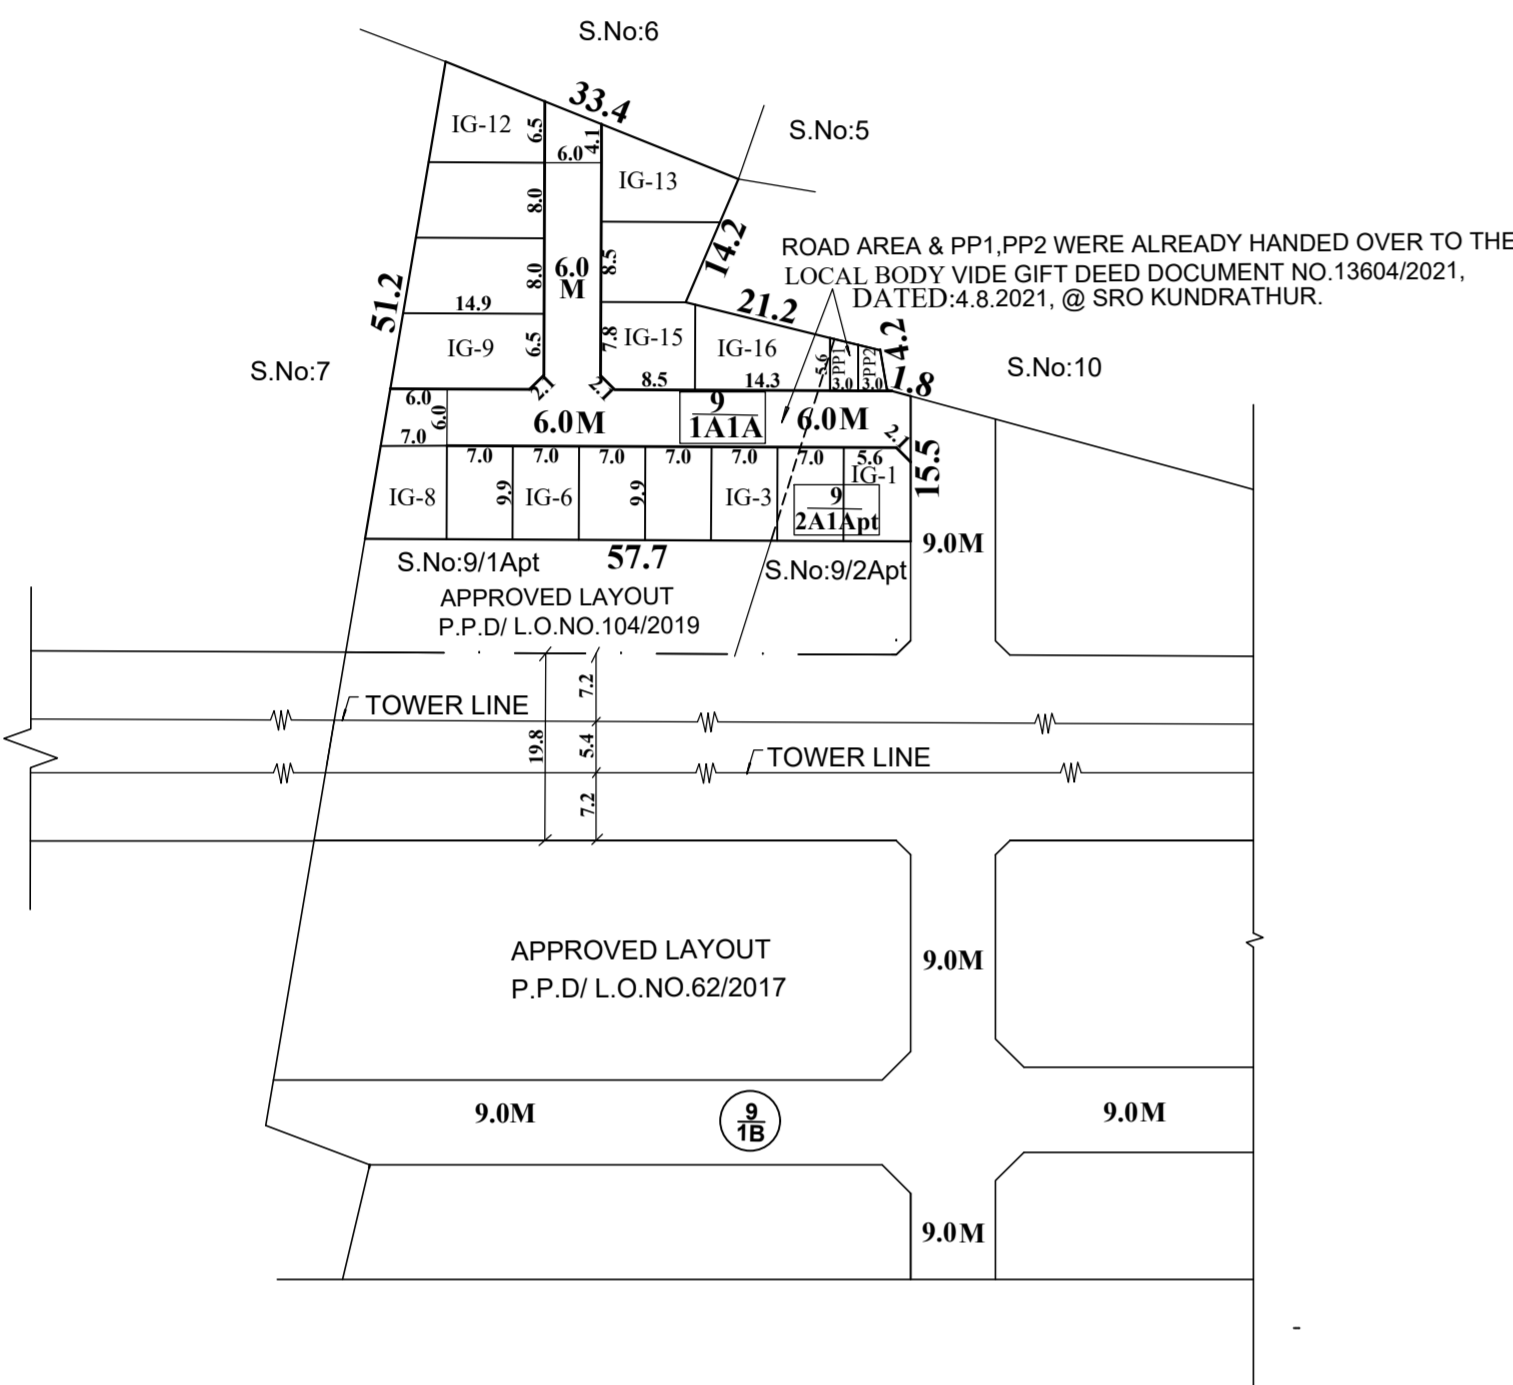 S.No:6
33.4
IG-12
6.5
4.1
6.0
S.No:5
IG-13
8.0
14.2
ROAD AREA & PP1,PP2 WERE ALREADY HANDED OVER TO THE
LOCAL BODY VIDE GIFT DEED DOCUMENT NO.13604/2021,
DATED:4.8.2021, @ SRO KUNDRATHUR.
51.2
8.0
6.0
M
8.5
14.9
21.2
4.2
IG-9
6.5
7.8
IG-15
IG-16
5.6
PP1
PP2
S.No:7
S.No:10
2.1
2.1
8.5
14.3
3.0
3.0
1.8
6.0
6.0
6.0M
9
1A1A
6.0M
2.1
7.0
7.0
7.0
7.0
7.0
7.0
7.0
5.6
15.5
IG-8
9.9
IG-6
9.9
IG-3
IG-1
9
2A1Apt
9.0M
S.No:9/1Apt
57.7
S.No:9/2Apt
APPROVED LAYOUT
P.P.D/ L.O.NO.104/2019
7.2
TOWER LINE
19.8
5.4
TOWER LINE
7.2
APPROVED LAYOUT
P.P.D/ L.O.NO.62/2017
9.0M
9.0M
9
1B
9.0M
9.0M